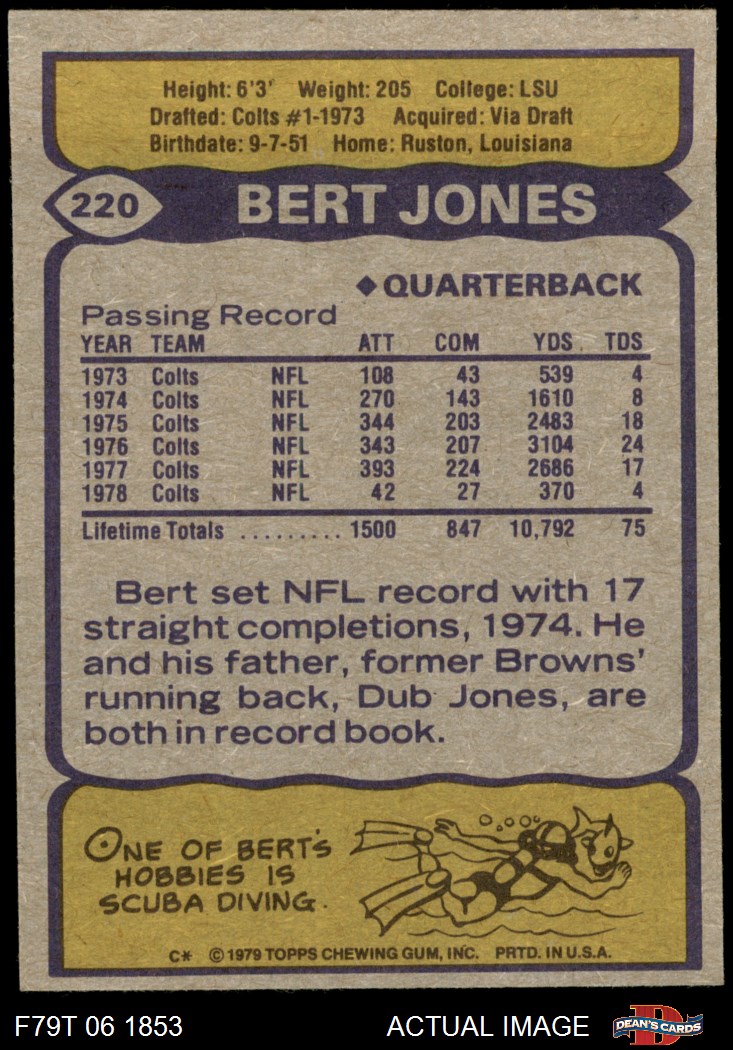 Height: 6'3' Weight: 205 College: LSU
Drafted: Colts #1-1973 Acquired: Via Draft
Birthdate: 9-7-51 Home: Ruston, Louisiana
220 BERT JONES
◆QUARTERBACK
Passing Record
YEAR TEAM ATT COM YDS. TDS
1973 Colts NFL 108 43 539 4
1974 Colts NFL 270 143 1610 8
1975 Colts NFL 344 203 2483 18
1976 Colts NFL 343 207 3104 24
1977 Colts NFL 393 224 2686 17
1978 Colts NFL 42 27 370 4
Lifetime Totals .......... 1500 847 10,792 75
Bert set NFL record with 17
straight completions, 1974. He
and his father, former Browns'
running back, Dub Jones, are
both in record book.
ONE OF BERT'S
HOBBIES IS
SCUBA DIVING.
C* © 1979 TOPPS CHEWING GUM, INC. PRTD. IN U.S.A.
F79T 06 1853 ACTUAL IMAGE D DEAN'S CARDS